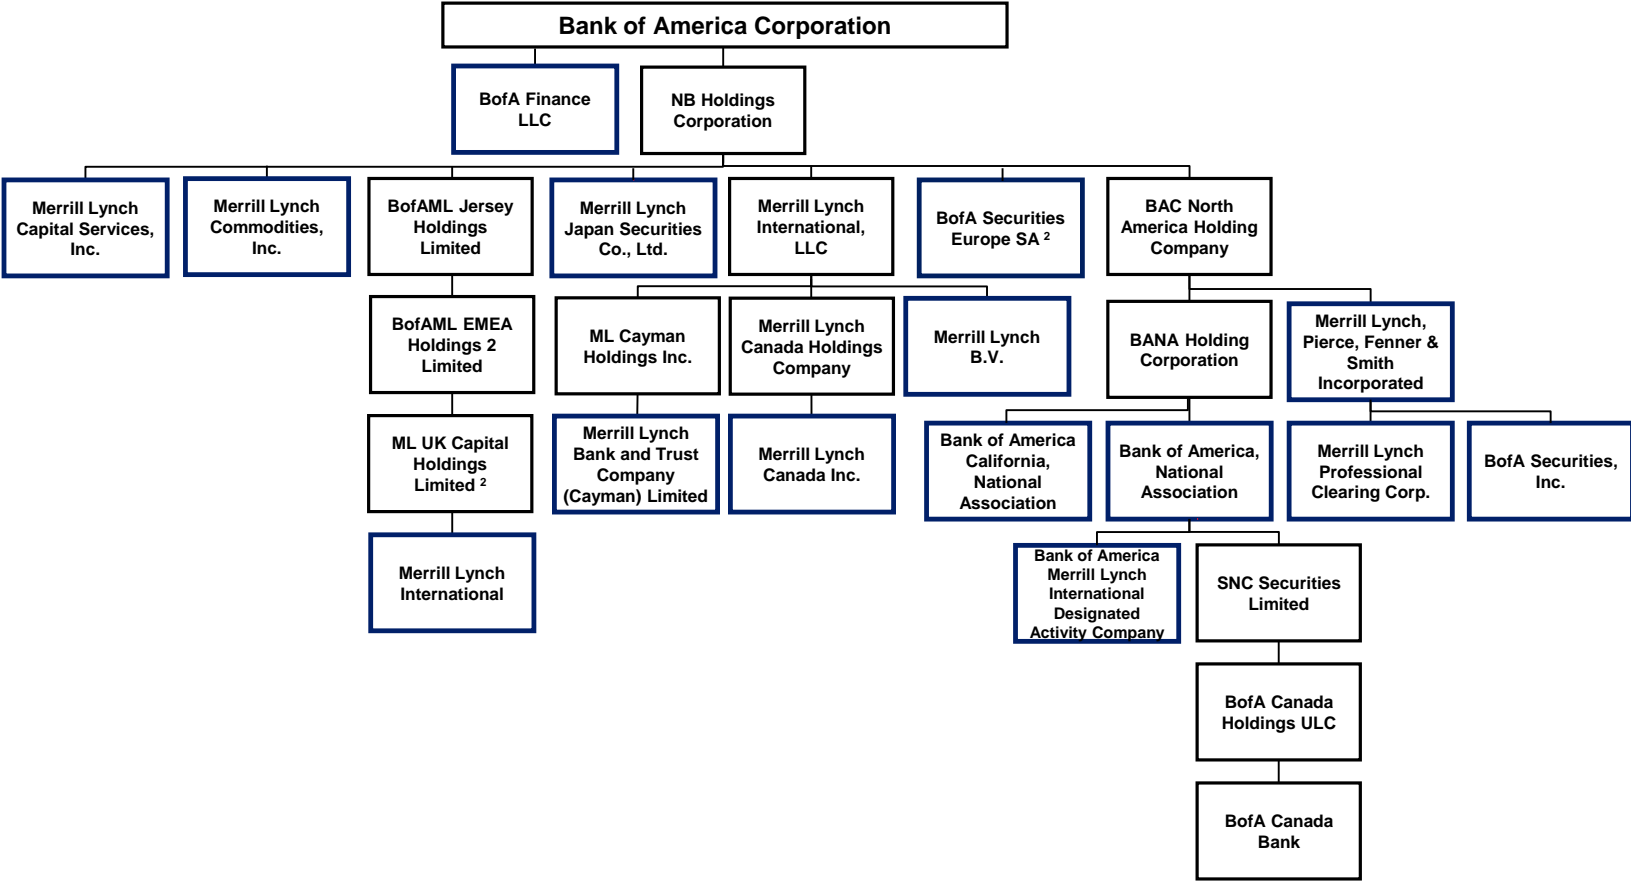 Bank of America Corporation
BofA Finance
LLC
NB Holdings
Corporation
Merrill Lynch
Capital Services,
Inc.
Merrill Lynch
Commodities,
Inc.
BofAML Jersey
Holdings
Limited
Merrill Lynch
Japan Securities
Co., Ltd.
Merrill Lynch
International,
LLC
BofA Securities
Europe SA ²
BAC North
America Holding
Company
BofAML EMEA
Holdings 2
Limited
ML Cayman
Holdings Inc.
Merrill Lynch
Canada Holdings
Company
Merrill Lynch
B.V.
BANA Holding
Corporation
Merrill Lynch,
Pierce, Fenner &
Smith
Incorporated
ML UK Capital
Holdings
Limited ²
Merrill Lynch
Bank and Trust
Company
(Cayman) Limited
Merrill Lynch
Canada Inc.
Bank of America
California,
National
Association
Bank of America,
National
Association
Merrill Lynch
Professional
Clearing Corp.
BofA Securities,
Inc.
Merrill Lynch
International
Bank of America
Merrill Lynch
International
Designated
Activity Company
SNC Securities
Limited
BofA Canada
Holdings ULC
BofA Canada
Bank